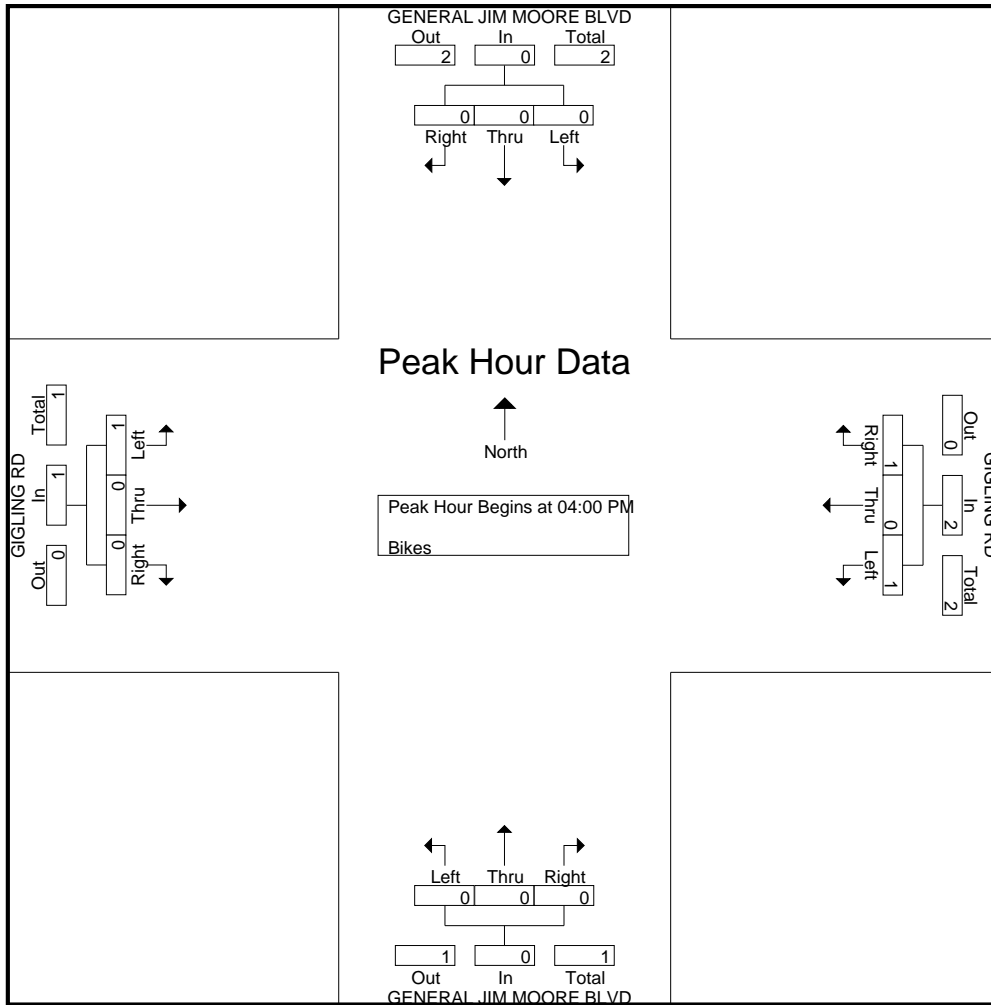 GENERAL JIM MOORE BLVD
Out In Total
2 0 2
0 0 0
Right Thru Left
Peak Hour Data
North
Peak Hour Begins at 04:00 PM
Bikes
GIGLING RD
Out In Total
0 1 1
Right Thru Left
0 0 1
GIGLING RD
Out In Total
0 2 2
Right Thru Left
1 0 1
Left Thru Right
0 0 0
1 0 1
Out In Total
GENERAL JIM MOORE BLVD